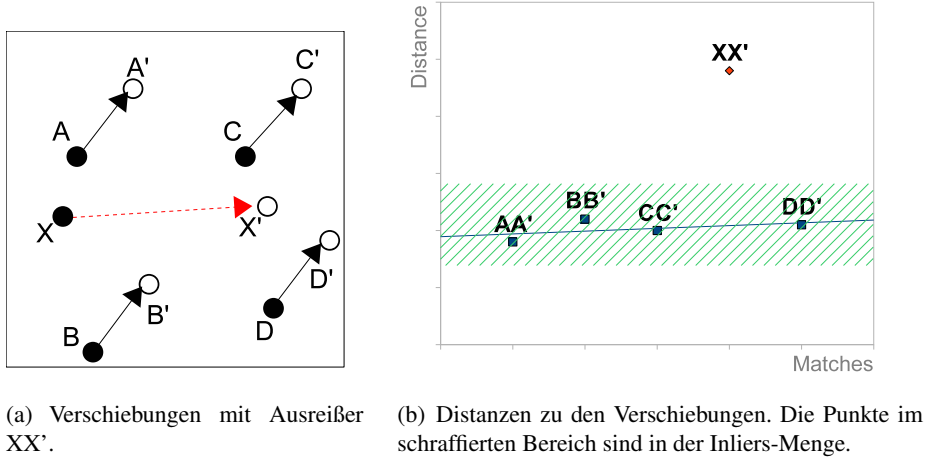 A'
C'
A
C
X
X'
D'
B'
B
D
Distance
XX'
BB'
AA'
CC'
DD'
Matches
(a) Verschiebungen mit Ausreißer
XX’.
(b) Distanzen zu den Verschiebungen. Die Punkte im
schraffierten Bereich sind in der Inliers-Menge.